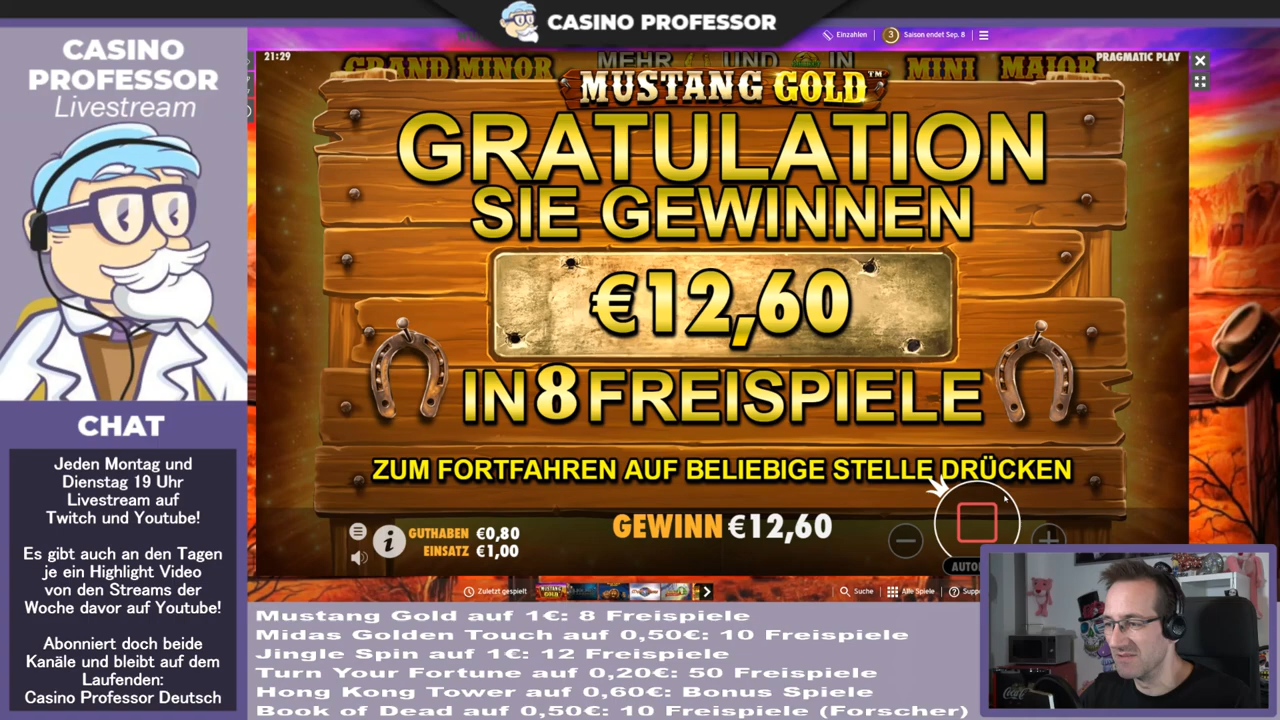 CASINO PROFESSOR
CASINO
PROFESSOR
Livestream
Einzahlen
3
Saison endet Sep. 8
21:29
GRAND MINOR
MEHR
UND
IN
MINI MAJOR
PRAGMATIC PLAY
MUSTANG GOLD™
GRATULATION
SIE GEWINNEN
€12,60
IN 8 FREISPIELE
ZUM FORTFAHREN AUF BELIEBIGE STELLE DRÜCKEN
GUTHABEN €0,80
EINSATZ €1,00
GEWINN €12,60
Zuletzt gespielt
Suche
Alle Spiele
CHAT
Jeden Montag und
Dienstag 19 Uhr
Livestream auf
Twitch und Youtube!
Es gibt auch an den Tagen
je ein Highlight Video
von den Streams der
Woche davor auf Youtube!
Abonniert doch beide
Kanäle und bleibt auf dem
Laufenden:
Casino Professor Deutsch
Mustang Gold auf 1€: 8 Freispiele
Midas Golden Touch auf 0,50€: 10 Freispiele
Jingle Spin auf 1€: 12 Freispiele
Turn Your Fortune auf 0,20€: 50 Freispiele
Hong Kong Tower auf 0,60€: Bonus Spiele
Book of Dead auf 0,50€: 10 Freispiele (Forscher)